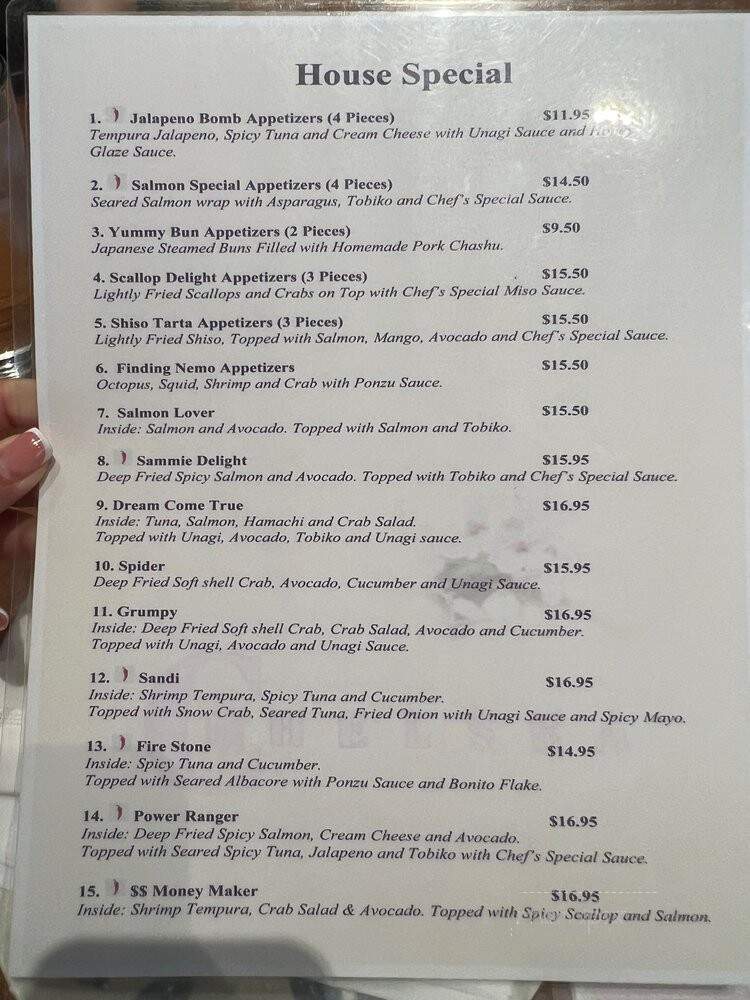 House Special
1. Jalapeno Bomb Appetizers (4 Pieces) $11.95
Tempura Jalapeno, Spicy Tuna and Cream Cheese with Unagi Sauce and
Glaze Sauce.
2. Salmon Special Appetizers (4 Pieces) $14.50
Seared Salmon wrap with Asparagus, Tobiko and Chef's Special Sauce.
3. Yummy Bun Appetizers (2 Pieces) $9.50
Japanese Steamed Buns Filled with Homemade Pork Chashu.
4. Scallop Delight Appetizers (3 Pieces) $15.50
Lightly Fried Scallops and Crabs on Top with Chef's Special Miso Sauce.
5. Shiso Tarta Appetizers (3 Pieces) $15.50
Lightly Fried Shiso, Topped with Salmon, Mango, Avocado and Chef's Special Sauce.
6. Finding Nemo Appetizers $15.50
Octopus, Squid, Shrimp and Crab with Ponzu Sauce.
7. Salmon Lover $15.50
Inside: Salmon and Avocado. Topped with Salmon and Tobiko.
8. Sammie Delight $15.95
Deep Fried Spicy Salmon and Avocado. Topped with Tobiko and Chef's Special Sauce.
9. Dream Come True $16.95
Inside: Tuna, Salmon, Hamachi and Crab Salad.
Topped with Unagi, Avocado, Tobiko and Unagi sauce.
10. Spider $15.95
Deep Fried Soft shell Crab, Avocado, Cucumber and Unagi Sauce.
11. Grumpy $16.95
Inside: Deep Fried Soft shell Crab, Crab Salad, Avocado and Cucumber.
Topped with Unagi, Avocado and Unagi Sauce.
12. Sandi $16.95
Inside: Shrimp Tempura, Spicy Tuna and Cucumber.
Topped with Snow Crab, Seared Tuna, Fried Onion with Unagi Sauce and Spicy Mayo.
13. Fire Stone $14.95
Inside: Spicy Tuna and Cucumber.
Topped with Seared Albacore with Ponzu Sauce and Bonito Flake.
14. Power Ranger $16.95
Inside: Deep Fried Spicy Salmon, Cream Cheese and Avocado.
Topped with Seared Spicy Tuna, Jalapeno and Tobiko with Chef's Special Sauce.
15. $$ Money Maker $16.95
Inside: Shrimp Tempura, Crab Salad & Avocado. Topped with Spicy Scallop and Salmon.